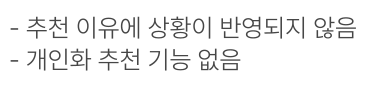 - 추천 이유에 상황이 반영되지 않음
- 개인화 추천 기능 없음